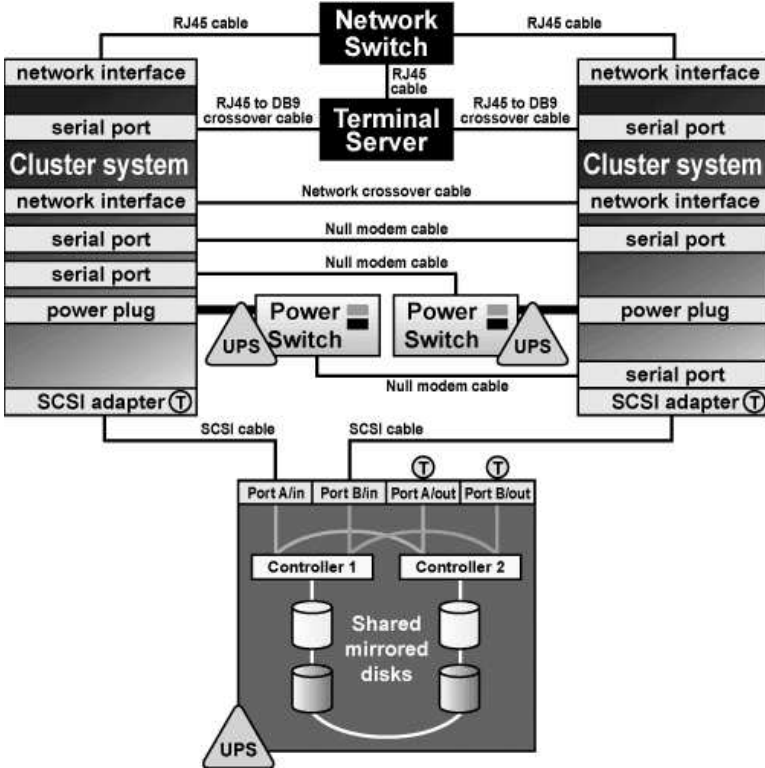 RJ45 cable
Network
Switch
RJ45 cable
network interface
RJ45
cable
network interface
RJ45 to DB9
crossover cable
Terminal
Server
RJ45 to DB9
crossover cable
serial port
serial port
Cluster system
Cluster system
network interface
Network crossover cable
network interface
serial port
Null modem cable
serial port
serial port
Null modem cable
power plug
UPS
Power
Switch
Power
Switch
UPS
power plug
Null modem cable
serial port
SCSI adapter T
SCSI adapter T
SCSI cable
SCSI cable
T
T
Port A/in
Port B/in
Port A/out
Port B/out
Controller 1
Controller 2
Shared
mirrored
disks
UPS